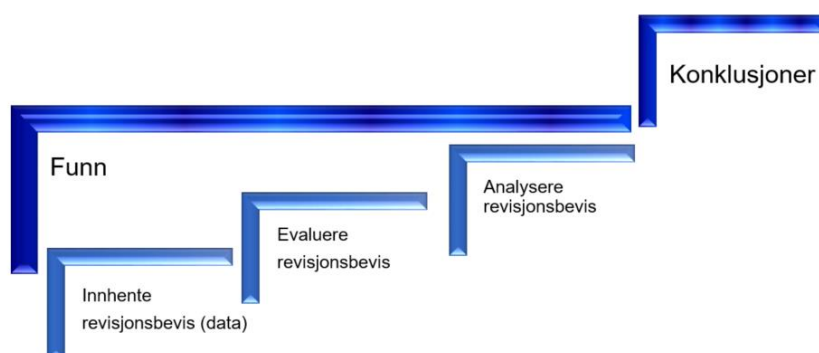 Konklusjoner
Funn
Analysere
revisjonsbevis
Evaluere
revisjonsbevis
Innhente
revisjonsbevis (data)